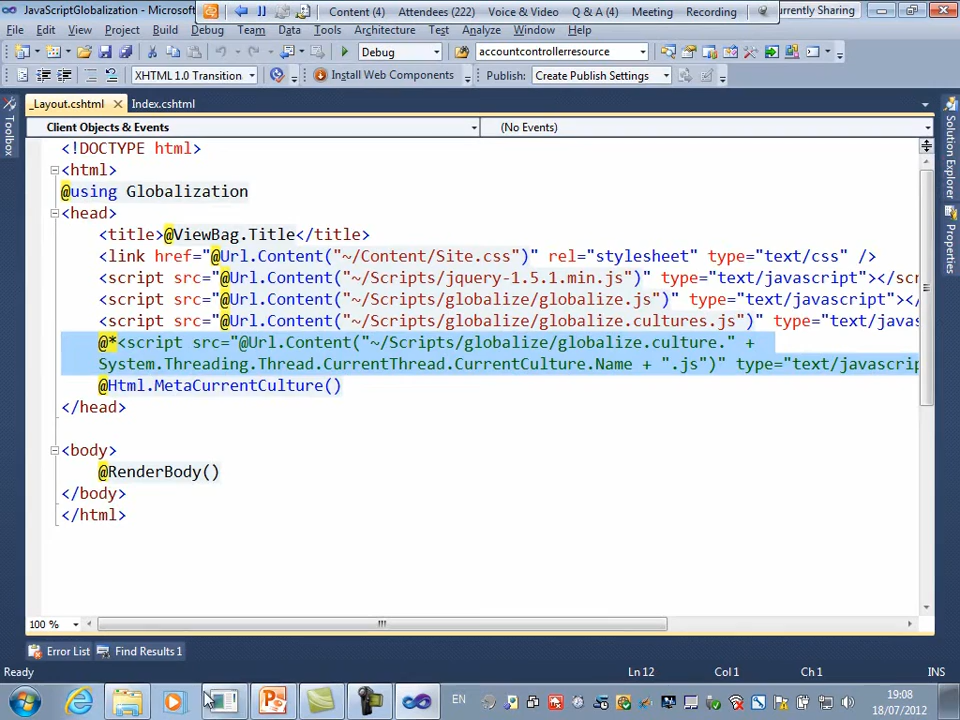 JavaScriptGlobalization - Microsoft
Content (4) Attendees (222) Voice & Video Q & A (4) Meeting Recording
urrently Sharing
File Edit View Project Build Debug Team Data Tools Architecture Test Analyze Window Help
Debug accountcontrollerresource
XHTML 1.0 Transition Install Web Components Publish: Create Publish Settings
_Layout.cshtml Index.cshtml
Toolbox
Solution Explorer
Properties
Client Objects & Events (No Events)
<!DOCTYPE html>
<html>
@using Globalization
<head>
<title>@ViewBag.Title</title>
<link href="@Url.Content("~/Content/Site.css")" rel="stylesheet" type="text/css" />
<script src="@Url.Content("~/Scripts/jquery-1.5.1.min.js")" type="text/javascript"></scr
<script src="@Url.Content("~/Scripts/globalize/globalize.js")" type="text/javascript"></
<script src="@Url.Content("~/Scripts/globalize/globalize.cultures.js")" type="text/javas
@*<script src="@Url.Content("~/Scripts/globalize/globalize.culture." +
System.Threading.Thread.CurrentThread.CurrentCulture.Name + ".js")" type="text/javascrip
@Html.MetaCurrentCulture()
</head>
<body>
@RenderBody()
</body>
</html>
100 %
Error List Find Results 1
Ready Ln 12 Col 1 Ch 1 INS
EN
19:08
18/07/2012